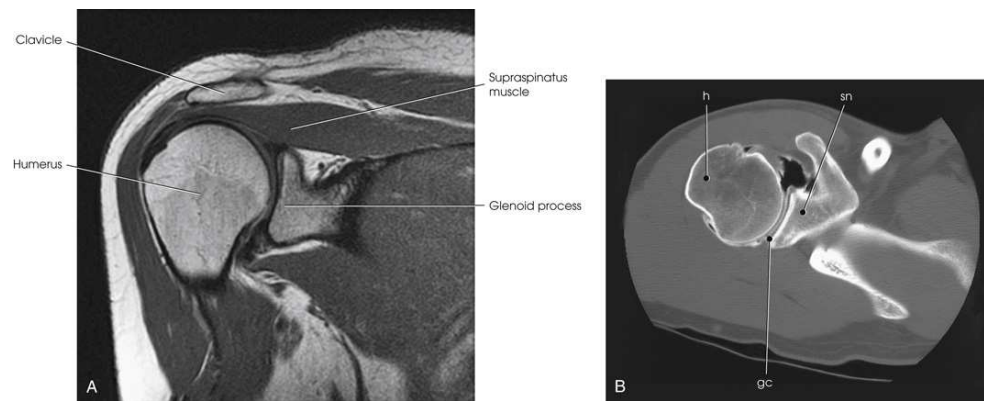 Clavicle
Supraspinatus
muscle
Humerus
Glenoid process
A
h
sn
gc
B